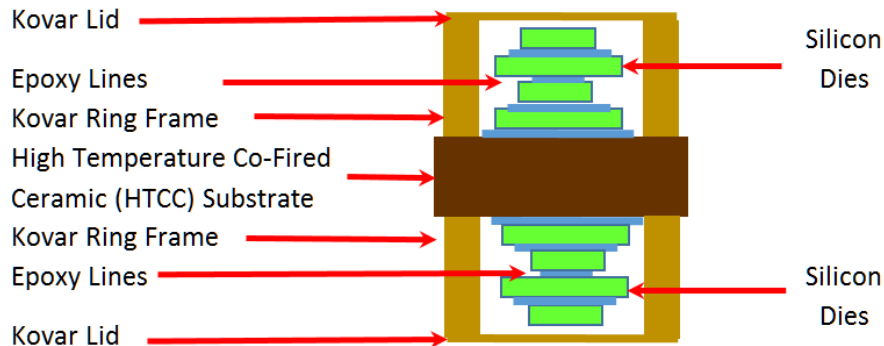 Kovar Lid
Epoxy Lines
Kovar Ring Frame
High Temperature Co-Fired
Ceramic (HTCC) Substrate
Kovar Ring Frame
Epoxy Lines
Kovar Lid
Silicon
Dies
Silicon
Dies